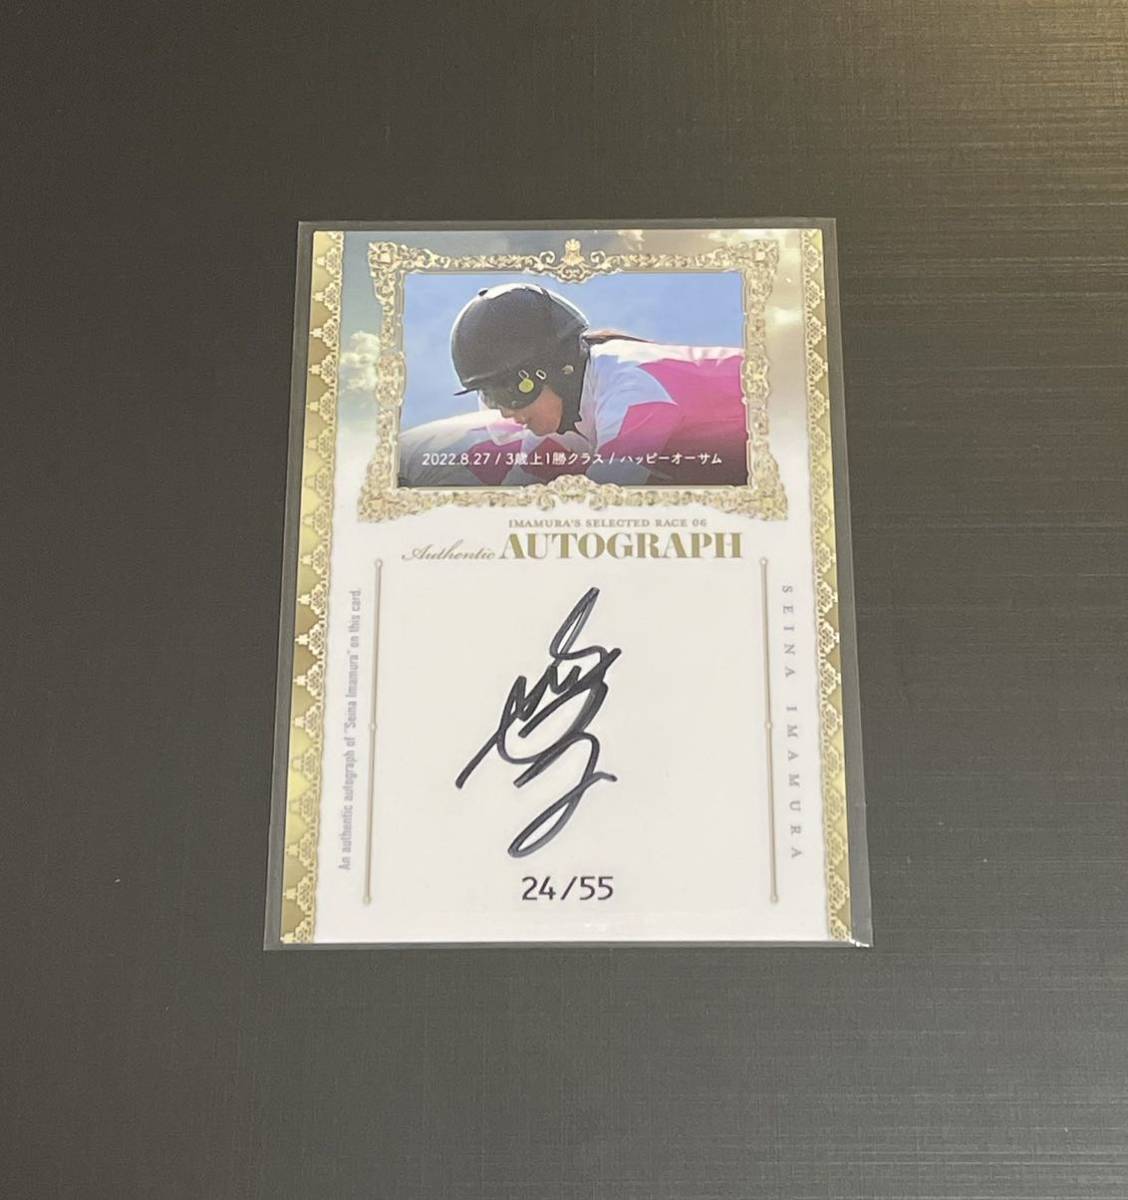 2022.8.27 / 3歳上1勝クラス / ハッピーオーサム
IMAMURA'S SELECTED RACE 06
Authentic AUTOGRAPH
An authentic autograph of "Seina Imamura" on this card.
SEINA IMAMURA
24/55